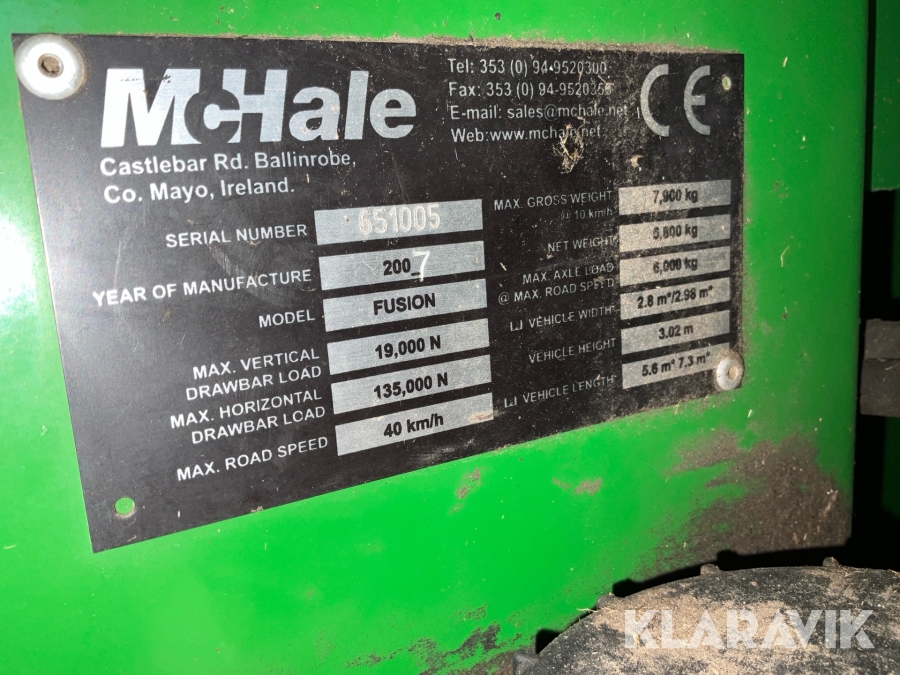 McHale
Castlebar Rd. Ballinrobe,
Co. Mayo, Ireland.
Tel: 353 (0) 94-9520300
Fax: 353 (0) 94-9520356
E-mail: sales@mchale.net
Web: www.mchale.net
CE
SERIAL NUMBER 651005
YEAR OF MANUFACTURE 200_7
MODEL FUSION
MAX. VERTICAL
DRAWBAR LOAD 19,000 N
MAX. HORIZONTAL
DRAWBAR LOAD 135,000 N
MAX. ROAD SPEED 40 km/h
MAX. GROSS WEIGHT 7,900 kg
@ 10 km/h
NET WEIGHT 5,800 kg
MAX. AXLE LOAD 6,000 kg
@ MAX. ROAD SPEED
VEHICLE WIDTH 2.8 m*/2.98 m*
VEHICLE HEIGHT 3.02 m
VEHICLE LENGTH 5.6 m* 7.3 m*
KLARAVIK